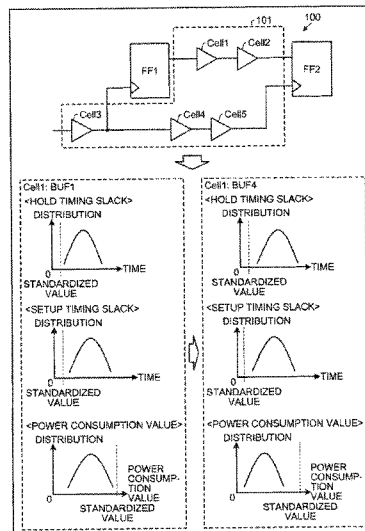 100
101
Cell1
Cell2
FF1
FF2
Cell3
Cell4
Cell5
Cell1: BUF1
<HOLD TIMING SLACK>
DISTRIBUTION
0
TIME
STANDARDIZED
VALUE
<SETUP TIMING SLACK>
DISTRIBUTION
0
TIME
STANDARDIZED
VALUE
<POWER CONSUMPTION VALUE>
DISTRIBUTION
POWER
CONSUMP-
TION
VALUE
0
STANDARDIZED
VALUE
Cell1: BUF4
<HOLD TIMING SLACK>
DISTRIBUTION
0
TIME
STANDARDIZED
VALUE
<SETUP TIMING SLACK>
DISTRIBUTION
0
TIME
STANDARDIZED
VALUE
<POWER CONSUMPTION VALUE>
DISTRIBUTION
POWER
CONSUMP-
TION
VALUE
0
STANDARDIZED
VALUE